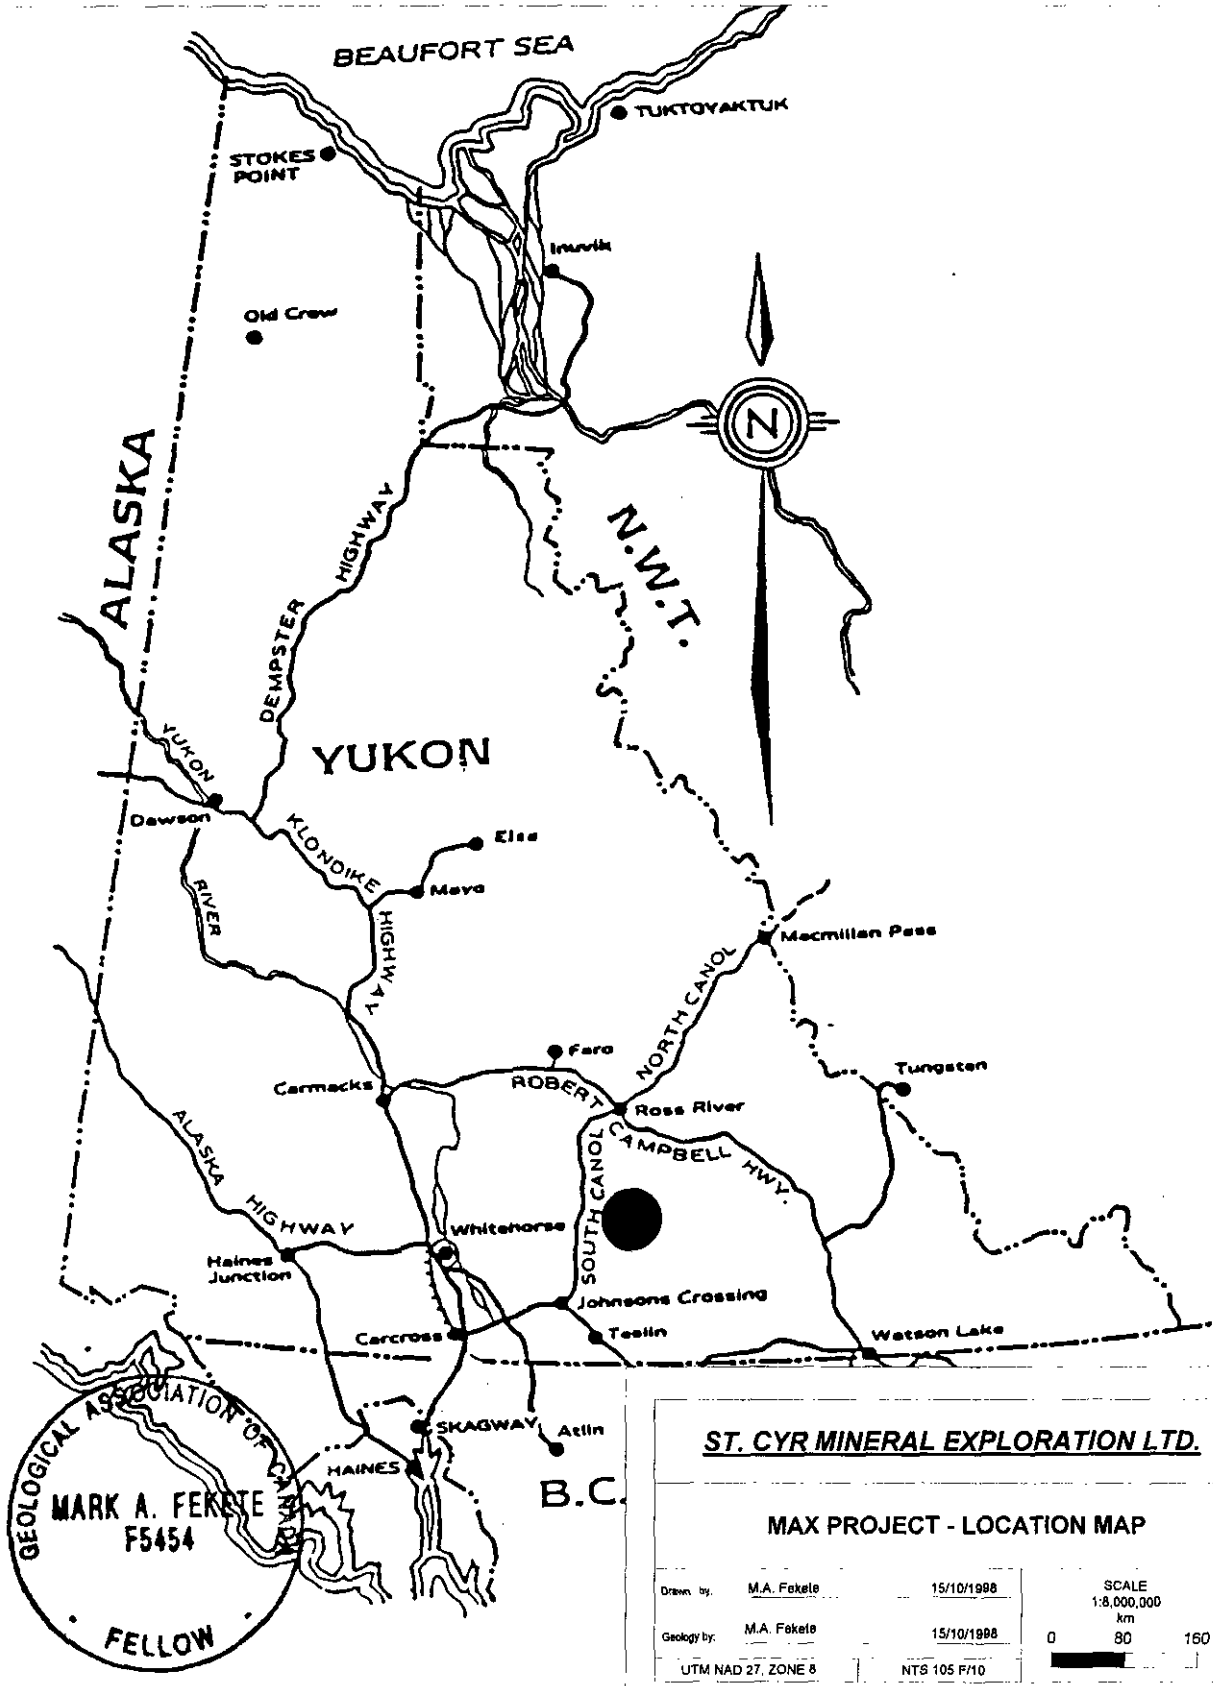 BEAUFORT SEA
TUKTOYAKTUK
STOKES
POINT
Inuvik
Old Crow
N
ALASKA
DEMPSTER HIGHWAY
N.W.T.
YUKON
YUKON
Dawson
KLONDIKE
Elsa
Mayo
RIVER
HIGHWAY
Macmillan Pass
NORTH CANOL
Faro
Tungsten
Carmacks
ROBERT
Ross River
CAMPBELL HWY.
ALASKA
HIGHWAY
SOUTH CANOL
Whitehorse
Haines
Junction
Johnsons Crossing
Carcross
Teslin
Watson Lake
SKAGWAY
Atlin
HAINES
B.C.
GEOLOGICAL ASSOCIATION OF CANADA
MARK A. FEKETE
F5454
FELLOW
ST. CYR MINERAL EXPLORATION LTD.
MAX PROJECT - LOCATION MAP
Drawn by: M.A. Fekete 15/10/1998
Geology by: M.A. Fekete 15/10/1998
UTM NAD 27, ZONE 8 NTS 105 F/10
SCALE
1:8,000,000
km
0 80 160